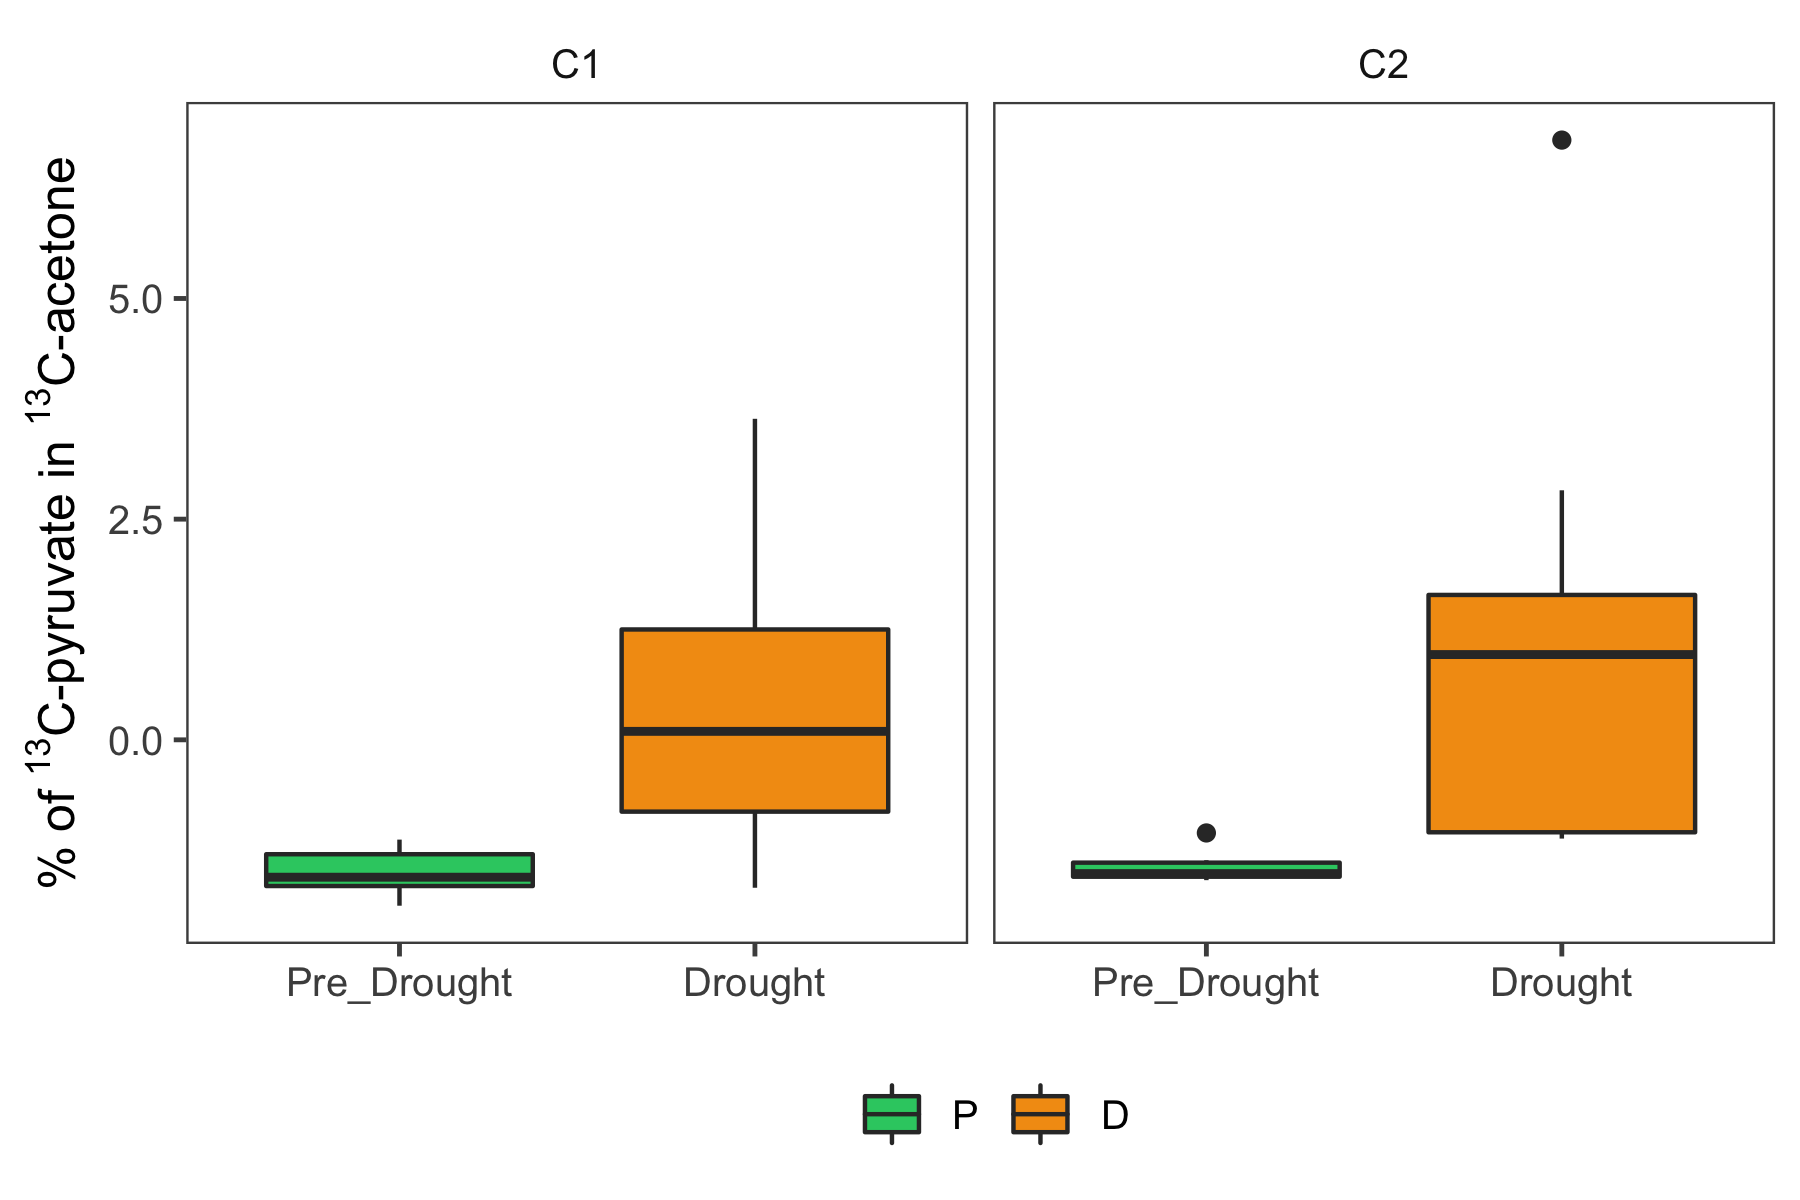 C1
C2
% of ¹³C-pyruvate in ¹³C-acetone
5.0
2.5
0.0
Pre_Drought
Drought
Pre_Drought
Drought
P
D